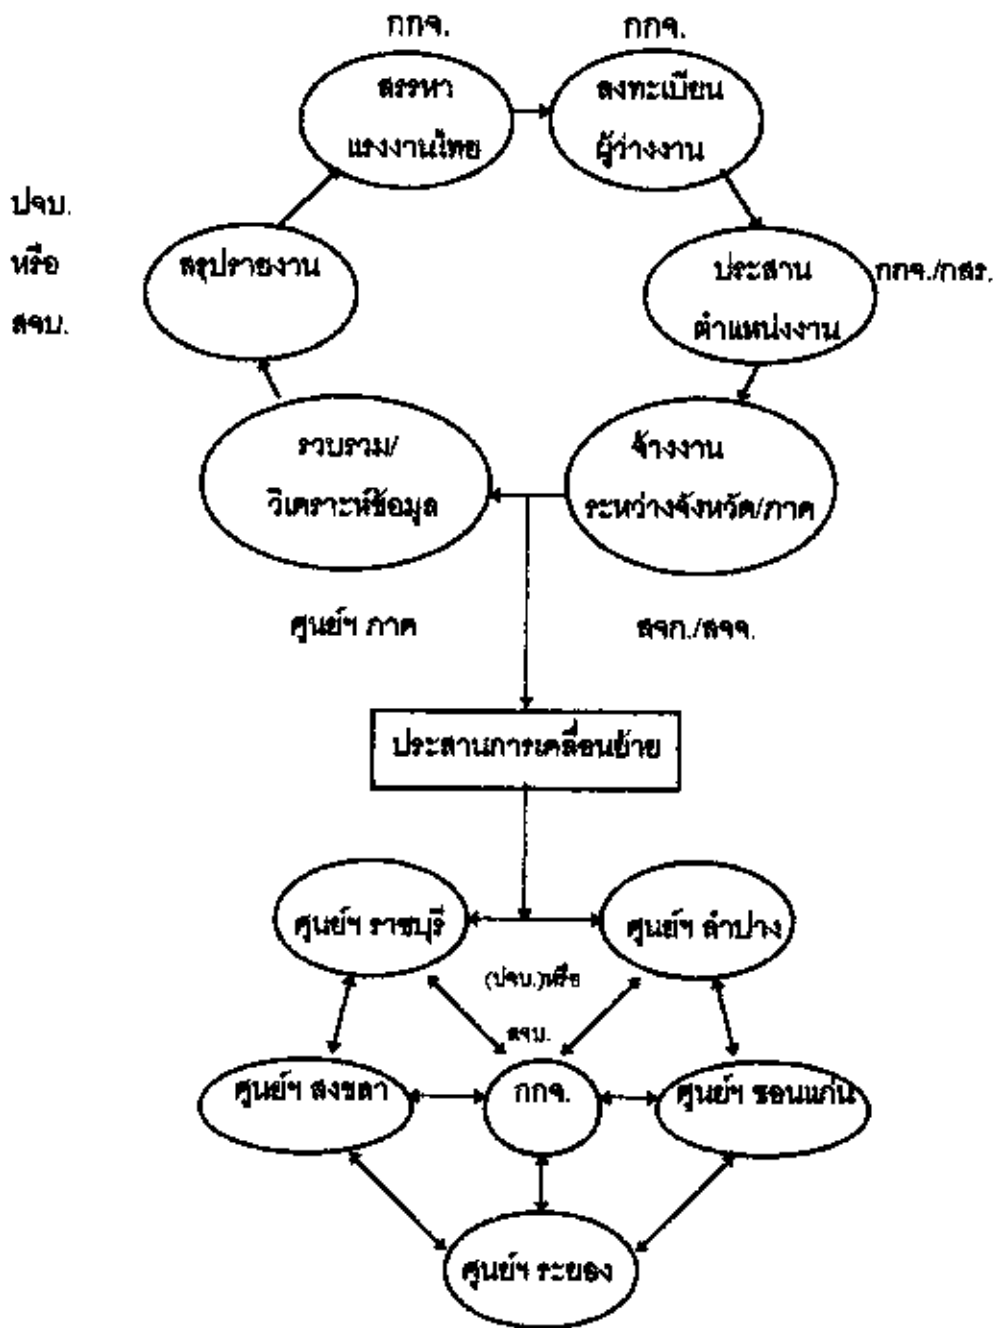 กกจ.
กกจ.
สรรหา
แรงงานไทย
ลงทะเบียน
ผู้ว่างงาน
ปจบ.
หรือ
สจบ.
สรุปรายงาน
ประสาน
ตำแหน่งงาน
กกจ./กสร.
รวบรวม/
วิเคราะห์ข้อมูล
จ้างงาน
ระหว่างจังหวัด/ภาค
ศูนย์ฯ ภาค
สจก./สจจ.
ประสานการเคลื่อนย้าย
ศูนย์ฯ ราชบุรี
ศูนย์ฯ ลำปาง
(ปจบ.)หรือ
สจบ.
ศูนย์ฯ สงขลา
กกจ.
ศูนย์ฯ ขอนแก่น
ศูนย์ฯ ระยอง